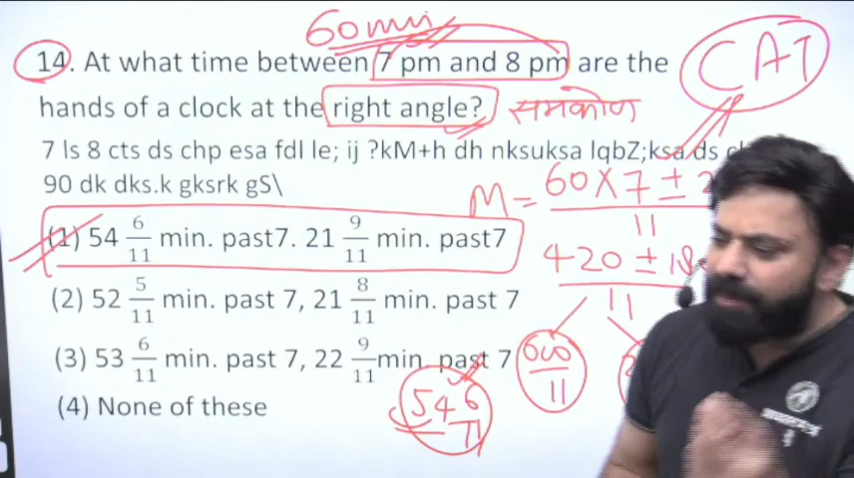 60 min
14. At what time between 7 pm and 8 pm are the
hands of a clock at the right angle? समकोण
CAT
7 ls 8 cts ds chp esa fdl le; ij ?kM+h dh nksuksa lqbZ;ksa ds
90 dk dks.k gksrk gS\
M = 60 × 7 ±
11
(1) 54 6/11 min. past7. 21 9/11 min. past7
420 ±
11
(2) 52 5/11 min. past 7, 21 8/11 min. past 7
(3) 53 6/11 min. past 7, 22 9/11 min past 7
600/11
54 6/11
(4) None of these